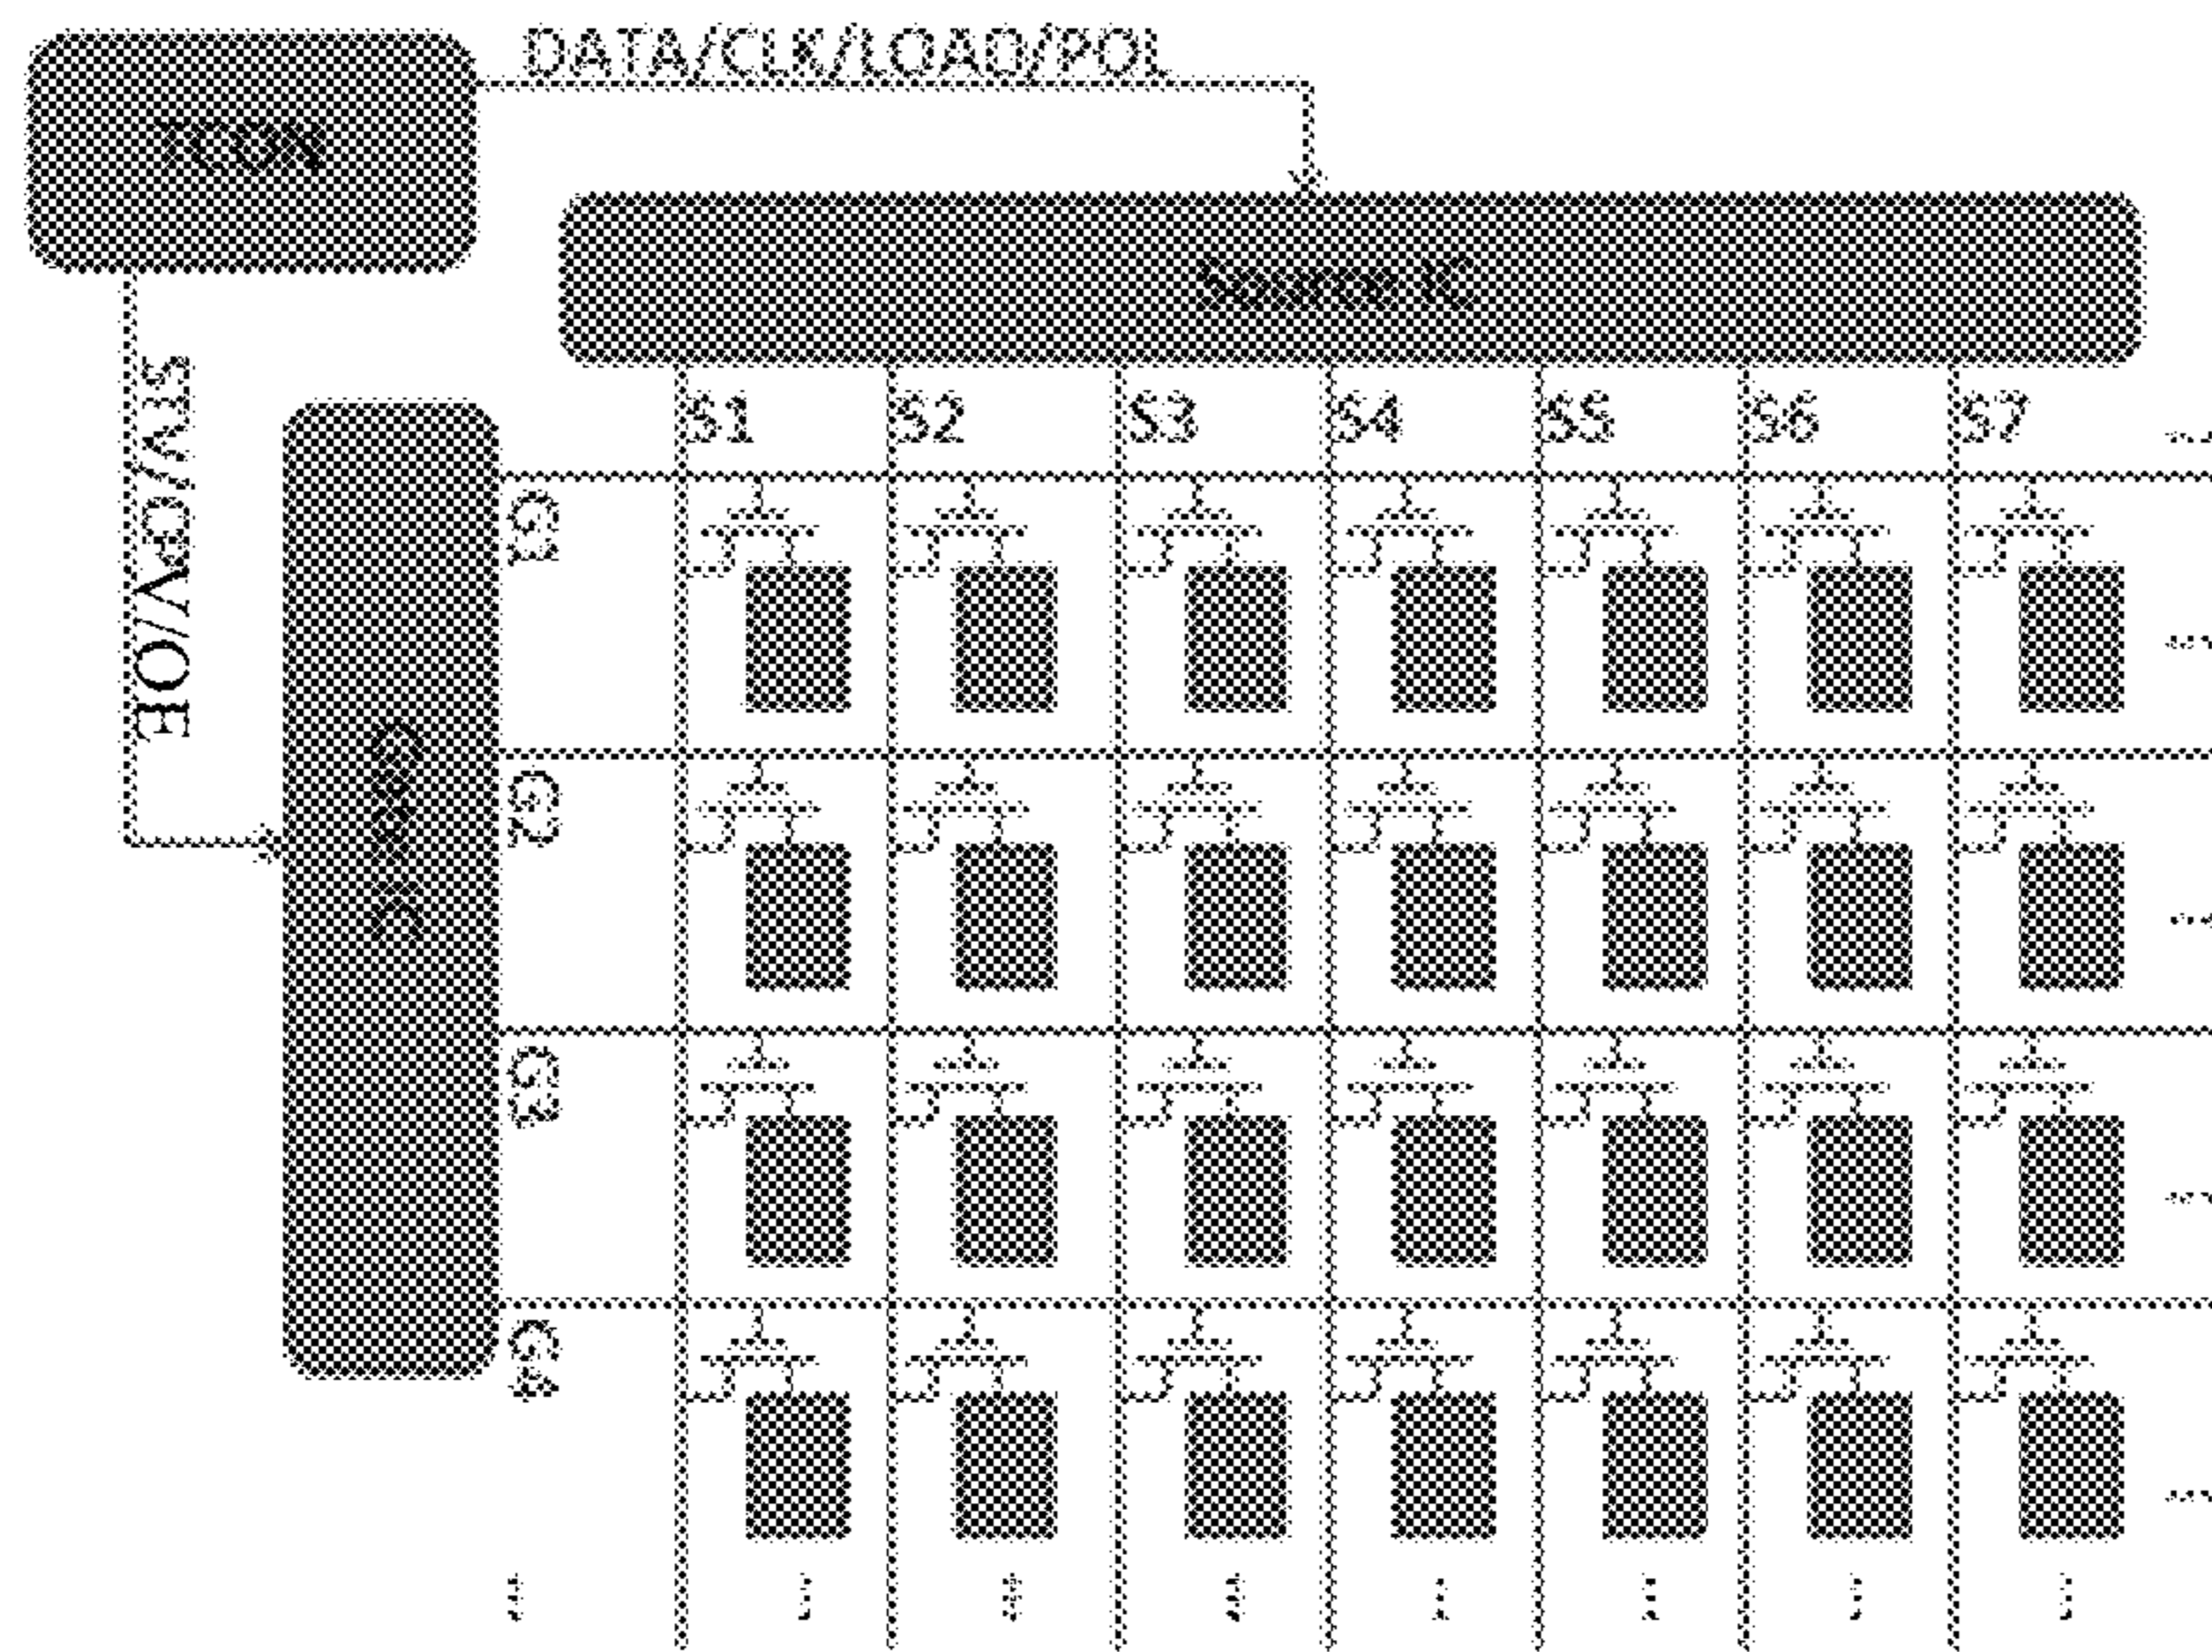 DATA/CLK/LOAD/POL
TCON
Source IC
STV/CPV/OE
S1 S2 S3 S4 S5 S6 S7
Gate IC
G1
G2
G3
G4